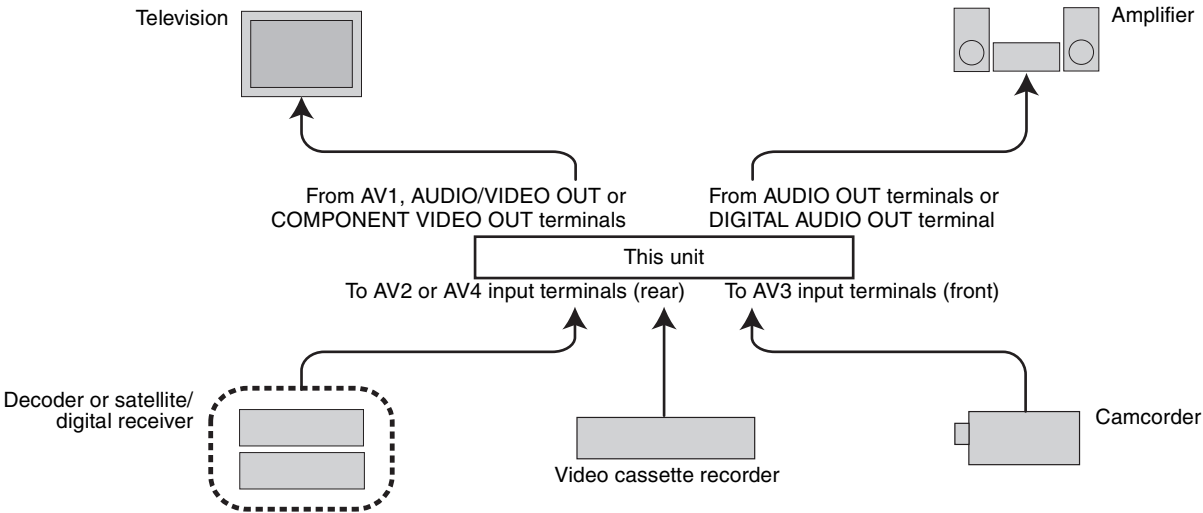 Television
Amplifier
From AV1, AUDIO/VIDEO OUT or
COMPONENT VIDEO OUT terminals
From AUDIO OUT terminals or
DIGITAL AUDIO OUT terminal
This unit
To AV2 or AV4 input terminals (rear)
To AV3 input terminals (front)
Decoder or satellite/
digital receiver
Video cassette recorder
Camcorder